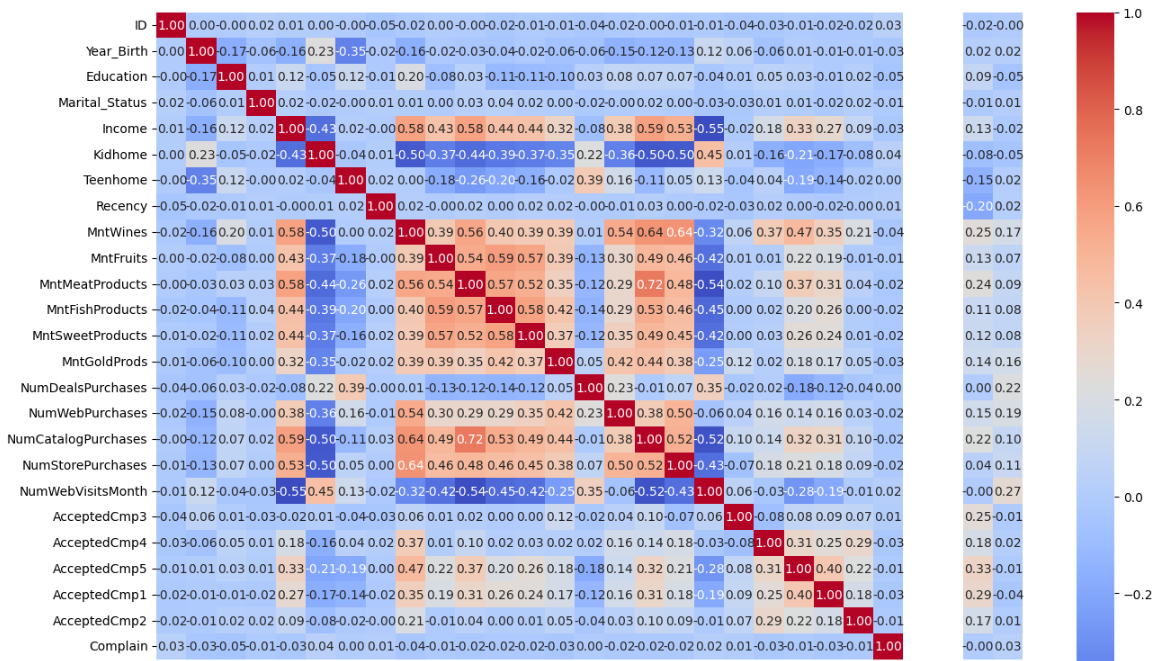 ID 1.00 0.00 -0.00 0.02 0.01 0.00 -0.00 -0.05 -0.02 -0.00 -0.00 -0.02 -0.01 -0.01 -0.04 -0.02 -0.00 -0.01 -0.01 -0.04 -0.03 -0.01 -0.02 -0.02 0.03 -0.02 -0.00
Year_Birth 0.00 1.00 -0.17 -0.06 -0.16 0.23 -0.35 -0.02 -0.16 -0.02 -0.03 -0.04 -0.02 -0.06 -0.06 -0.15 -0.12 -0.13 0.12 0.06 -0.06 0.01 -0.01 -0.01 -0.03 0.02 0.02
Education -0.00 -0.17 1.00 0.01 0.12 -0.05 0.12 -0.01 0.20 -0.08 0.03 -0.11 -0.11 -0.10 0.03 0.08 0.07 0.07 -0.04 0.01 0.05 0.03 -0.01 0.02 -0.05 0.09 -0.05
Marital_Status 0.02 -0.06 0.01 1.00 0.02 -0.02 -0.00 0.01 0.01 0.00 0.03 0.04 0.02 0.00 -0.02 -0.00 0.02 0.00 -0.03 -0.03 0.01 0.01 -0.02 0.02 -0.01 -0.01 0.01
Income 0.01 -0.16 0.12 0.02 1.00 -0.43 0.02 -0.00 0.58 0.43 0.58 0.44 0.44 0.32 -0.08 0.38 0.59 0.53 -0.55 -0.02 0.18 0.33 0.27 0.09 -0.03 0.13 -0.02
Kidhome 0.00 0.23 -0.05 -0.02 -0.43 1.00 -0.04 0.01 -0.50 -0.37 -0.44 -0.39 -0.37 -0.35 0.22 -0.36 -0.50 -0.50 0.45 0.01 -0.16 -0.21 -0.17 -0.08 0.04 -0.08 -0.05
Teenhome -0.00 -0.35 0.12 -0.00 0.02 -0.04 1.00 0.02 0.00 -0.18 -0.26 -0.20 -0.16 -0.02 0.39 0.16 -0.11 0.05 0.13 -0.04 0.04 -0.19 -0.14 -0.02 0.00 -0.15 0.02
Recency -0.05 -0.02 -0.01 0.01 -0.00 0.01 0.02 1.00 0.02 -0.00 0.02 0.00 0.02 0.02 -0.00 -0.01 0.03 0.00 -0.02 -0.03 0.02 0.00 -0.02 -0.00 0.01 -0.20 0.02
MntWines -0.02 -0.16 0.20 0.01 0.58 -0.50 0.00 0.02 1.00 0.39 0.56 0.40 0.39 0.39 0.01 0.54 0.64 0.64 -0.32 0.06 0.37 0.47 0.35 0.21 -0.04 0.25 0.17
MntFruits -0.00 -0.02 -0.08 0.00 0.43 -0.37 -0.18 -0.00 0.39 1.00 0.54 0.59 0.57 0.39 -0.13 0.30 0.49 0.46 -0.42 0.01 0.01 0.22 0.19 -0.01 -0.01 0.13 0.07
MntMeatProducts -0.00 -0.03 0.03 0.03 0.58 -0.44 -0.26 0.02 0.56 0.54 1.00 0.57 0.52 0.35 -0.12 0.29 0.72 0.48 -0.54 0.02 0.10 0.37 0.31 0.04 -0.02 0.24 0.09
MntFishProducts -0.02 -0.04 -0.11 0.04 0.44 -0.39 -0.20 0.00 0.40 0.59 0.57 1.00 0.58 0.42 -0.14 0.29 0.53 0.46 -0.45 0.00 0.02 0.20 0.26 0.00 -0.02 0.11 0.08
MntSweetProducts -0.01 -0.02 -0.11 0.02 0.44 -0.37 -0.16 0.02 0.39 0.57 0.52 0.58 1.00 0.37 -0.12 0.35 0.49 0.45 -0.42 0.00 0.03 0.26 0.24 0.01 -0.02 0.12 0.08
MntGoldProds -0.01 -0.06 -0.10 0.00 0.32 -0.35 -0.02 0.02 0.39 0.39 0.35 0.42 0.37 1.00 0.05 0.42 0.44 0.38 -0.25 0.12 0.02 0.18 0.17 0.05 -0.03 0.14 0.16
NumDealsPurchases -0.04 -0.06 0.03 -0.02 -0.08 0.22 0.39 -0.00 0.01 -0.13 -0.12 -0.14 -0.12 0.05 1.00 0.23 -0.01 0.07 0.35 -0.02 0.02 -0.18 -0.12 -0.04 0.00 0.00 0.22
NumWebPurchases -0.02 -0.15 0.08 -0.00 0.38 -0.36 0.16 -0.01 0.54 0.30 0.29 0.29 0.35 0.42 0.23 1.00 0.38 0.50 -0.06 0.04 0.16 0.14 0.16 0.03 -0.02 0.15 0.19
NumCatalogPurchases -0.00 -0.12 0.07 0.02 0.59 -0.50 -0.11 0.03 0.64 0.49 0.72 0.53 0.49 0.44 -0.01 0.38 1.00 0.52 -0.52 0.10 0.14 0.32 0.31 0.10 -0.02 0.22 0.10
NumStorePurchases -0.01 -0.13 0.07 0.00 0.53 -0.50 0.05 0.00 0.64 0.46 0.48 0.46 0.45 0.38 0.07 0.50 0.52 1.00 -0.43 -0.07 0.18 0.21 0.18 0.09 -0.02 0.04 0.11
NumWebVisitsMonth -0.01 0.12 -0.04 -0.03 -0.55 0.45 0.13 -0.02 -0.32 -0.42 -0.54 -0.45 -0.42 -0.25 0.35 -0.06 -0.52 -0.43 1.00 0.06 -0.03 -0.28 -0.19 -0.01 0.02 -0.00 0.27
AcceptedCmp3 -0.04 0.06 0.01 -0.03 -0.02 0.01 -0.04 -0.03 0.06 0.01 0.02 0.00 0.00 0.12 -0.02 0.04 0.10 -0.07 0.06 1.00 -0.08 0.08 0.09 0.07 0.01 0.25 -0.01
AcceptedCmp4 -0.03 -0.06 0.05 0.01 0.18 -0.16 0.04 0.02 0.37 0.01 0.10 0.02 0.03 0.02 0.02 0.16 0.14 0.18 -0.03 -0.08 1.00 0.31 0.25 0.29 -0.03 0.18 0.02
AcceptedCmp5 -0.01 0.01 0.03 0.01 0.33 -0.21 -0.19 0.00 0.47 0.22 0.37 0.20 0.26 0.18 -0.18 0.14 0.32 0.21 -0.28 0.08 0.31 1.00 0.40 0.22 -0.01 0.33 -0.01
AcceptedCmp1 -0.02 -0.01 -0.01 -0.02 0.27 -0.17 -0.14 -0.02 0.35 0.19 0.31 0.26 0.24 0.17 -0.12 0.16 0.31 0.18 -0.19 0.09 0.25 0.40 1.00 0.18 -0.03 0.29 -0.04
AcceptedCmp2 -0.02 -0.01 0.02 0.02 0.09 -0.08 -0.02 -0.00 0.21 -0.01 0.04 0.00 0.01 0.05 -0.04 0.03 0.10 0.09 -0.01 0.07 0.29 0.22 0.18 1.00 -0.01 0.17 0.01
Complain 0.03 -0.03 -0.05 -0.01 -0.03 0.04 0.00 0.01 -0.04 -0.01 -0.02 -0.02 -0.02 -0.03 0.00 -0.02 -0.02 -0.02 0.02 0.01 -0.03 -0.01 -0.03 -0.01 1.00 -0.00 0.03
1.0
0.8
0.6
0.4
0.2
0.0
−0.2